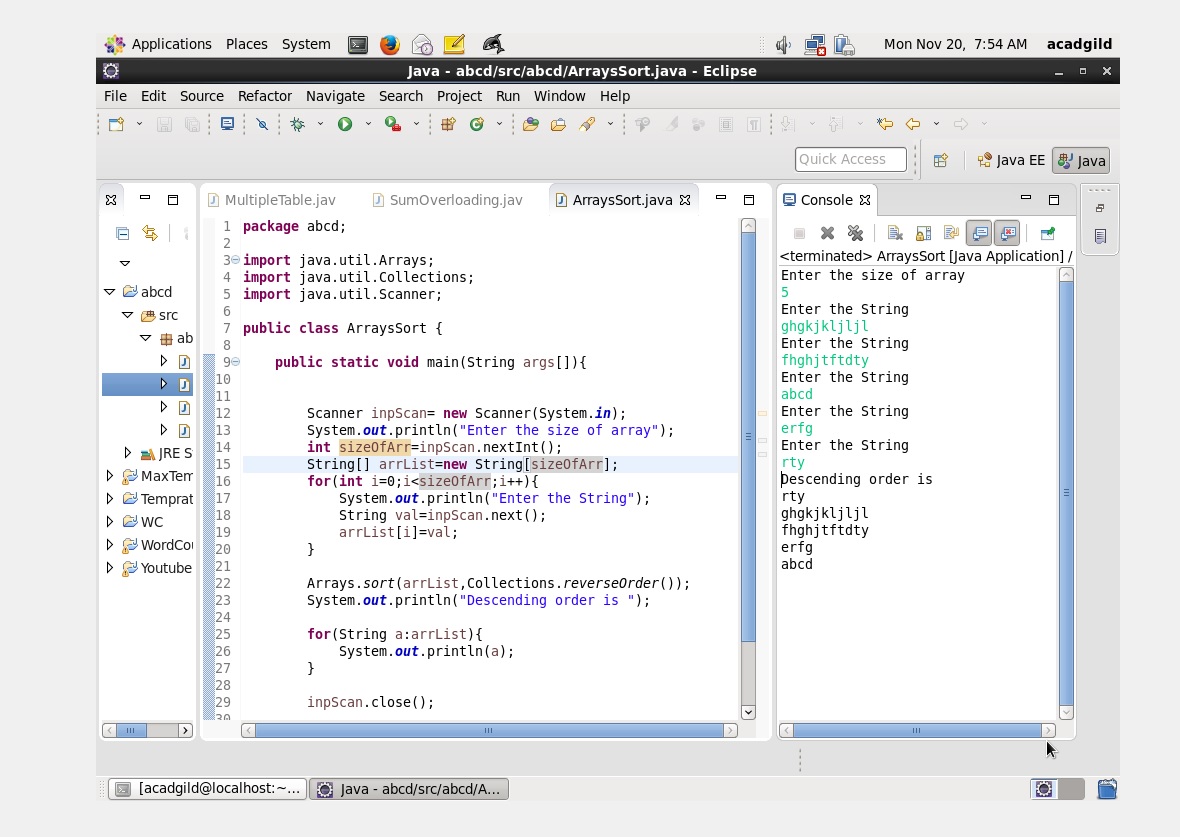 Applications Places System Mon Nov 20, 7:54 AM acadgild
Java - abcd/src/abcd/ArraysSort.java - Eclipse
File Edit Source Refactor Navigate Search Project Run Window Help
Quick Access Java EE Java
MultipleTable.jav SumOverloading.jav ArraysSort.java
abcd
src
ab
JRE S
MaxTem
Temprat
WC
WordCou
Youtube
1 package abcd;
2
3 import java.util.Arrays;
4 import java.util.Collections;
5 import java.util.Scanner;
6
7 public class ArraysSort {
8
9     public static void main(String args[]){
10
11
12         Scanner inpScan= new Scanner(System.in);
13         System.out.println("Enter the size of array");
14         int sizeOfArr=inpScan.nextInt();
15         String[] arrList=new String[sizeOfArr];
16         for(int i=0;i<sizeOfArr;i++){
17             System.out.println("Enter the String");
18             String val=inpScan.next();
19             arrList[i]=val;
20         }
21
22         Arrays.sort(arrList,Collections.reverseOrder());
23         System.out.println("Descending order is ");
24
25         for(String a:arrList){
26             System.out.println(a);
27         }
28
29         inpScan.close();
30
Console
<terminated> ArraysSort [Java Application] /
Enter the size of array
5
Enter the String
ghgkjkljljl
Enter the String
fhghjtftdty
Enter the String
abcd
Enter the String
erfg
Enter the String
rty
Descending order is
rty
ghgkjkljljl
fhghjtftdty
erfg
abcd
[acadgild@localhost:~... Java - abcd/src/abcd/A...